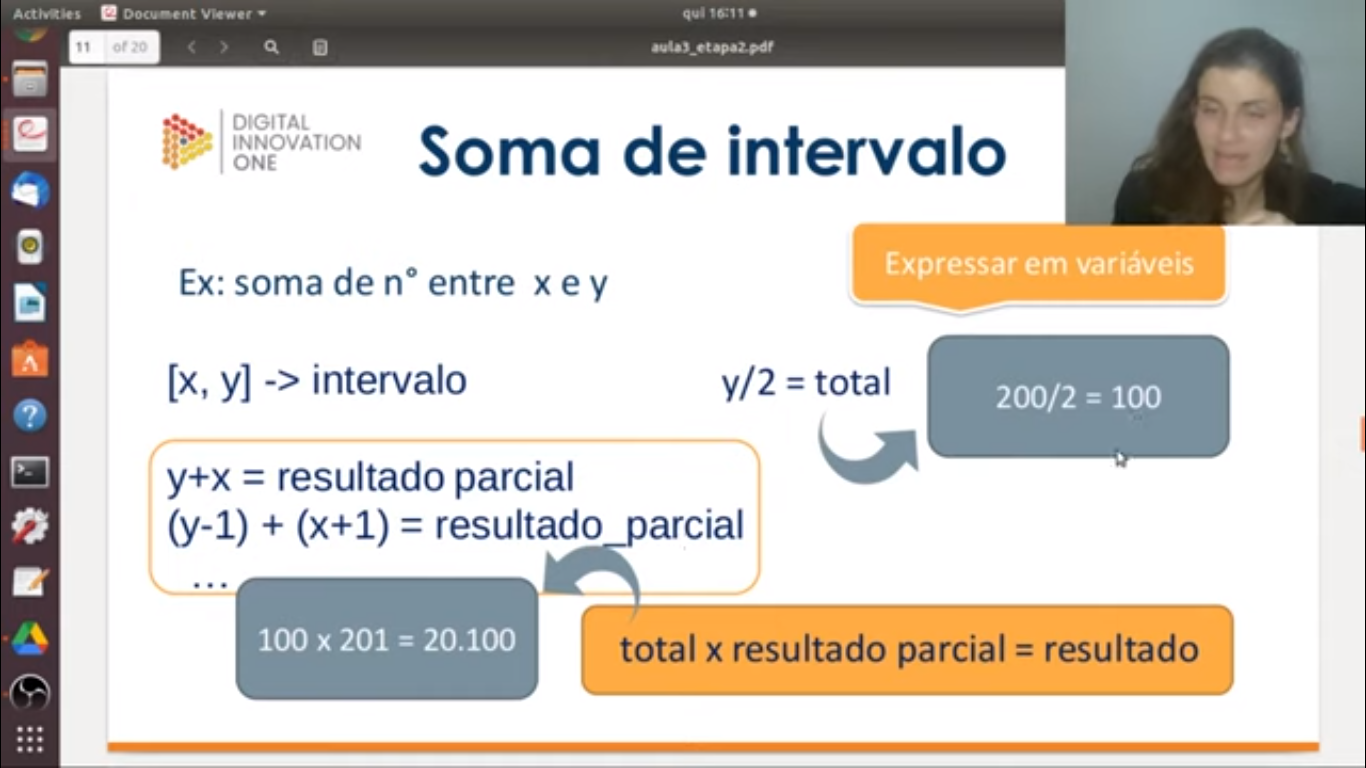 Activities Document Viewer qui 16:11
11 of 20 aula3_etapa2.pdf
DIGITAL
INNOVATION
ONE
Soma de intervalo
Expressar em variáveis
Ex: soma de n° entre x e y
[x, y] -> intervalo
y/2 = total
200/2 = 100
y+x = resultado parcial
(y-1) + (x+1) = resultado_parcial
...
100 x 201 = 20.100
total x resultado parcial = resultado